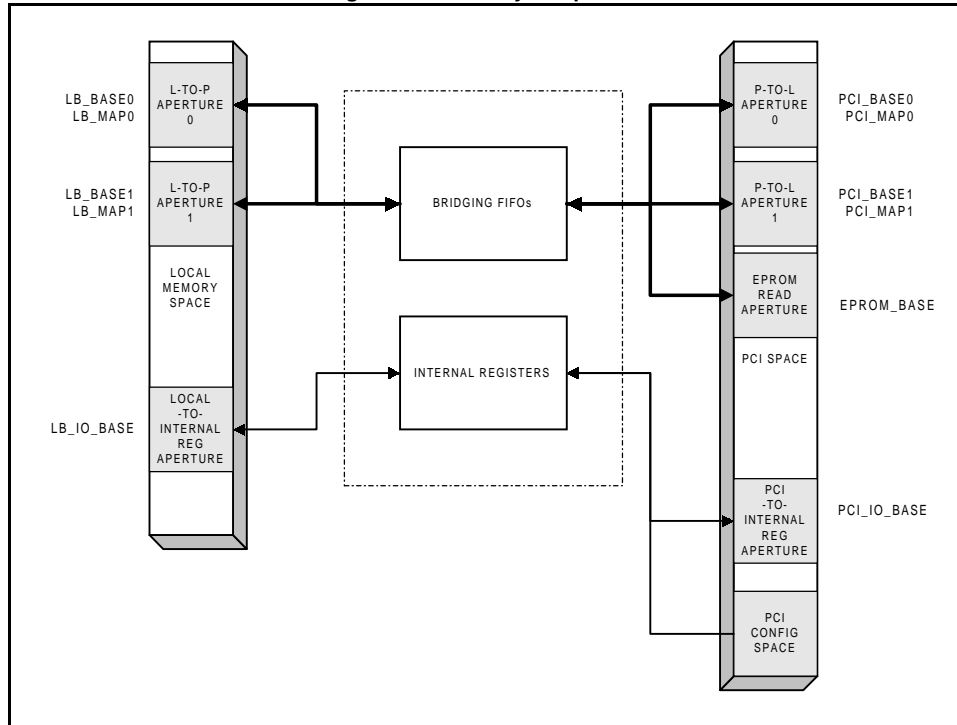 LB_BASE0
LB_MAP0
L-TO-P
APERTURE
0
LB_BASE1
LB_MAP1
L-TO-P
APERTURE
1
LOCAL
MEMORY
SPACE
LB_IO_BASE
LOCAL
-TO-
INTERNAL
REG
APERTURE
BRIDGING FIFOs
INTERNAL REGISTERS
P-TO-L
APERTURE
0
PCI_BASE0
PCI_MAP0
P-TO-L
APERTURE
1
PCI_BASE1
PCI_MAP1
EPROM
READ
APERTURE
EPROM_BASE
PCI SPACE
PCI
-TO-
INTERNAL
REG
APERTURE
PCI_IO_BASE
PCI
CONFIG
SPACE